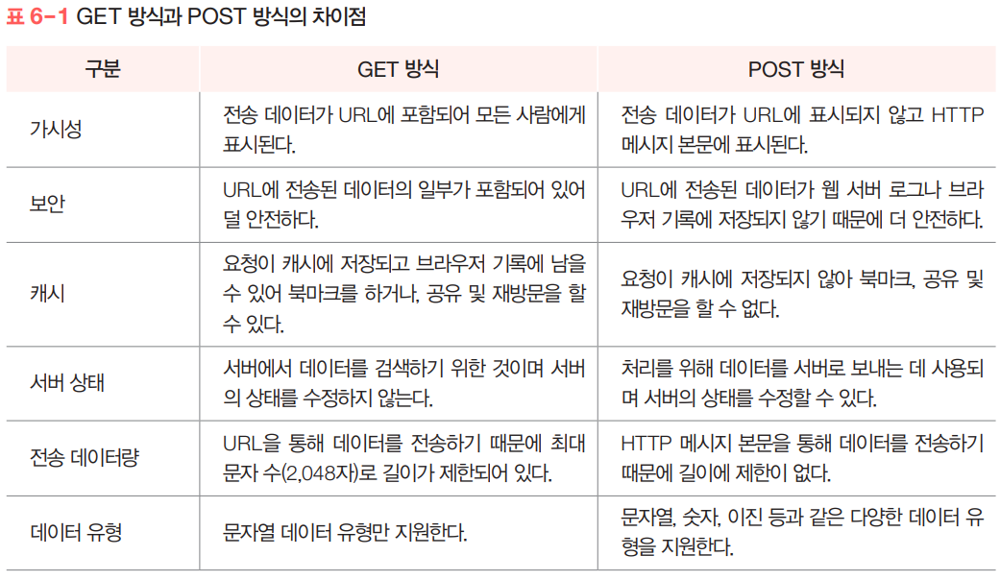 표 6-1 GET 방식과 POST 방식의 차이점
구분 GET 방식 POST 방식
가시성
전송 데이터가 URL에 포함되어 모든 사람에게
표시된다.
전송 데이터가 URL에 표시되지 않고 HTTP
메시지 본문에 표시된다.
보안
URL에 전송된 데이터의 일부가 포함되어 있어
덜 안전하다.
URL에 전송된 데이터가 웹 서버 로그나 브라
우저 기록에 저장되지 않기 때문에 더 안전하다.
캐시
요청이 캐시에 저장되고 브라우저 기록에 남을
수 있어 북마크를 하거나, 공유 및 재방문을 할
수 있다.
요청이 캐시에 저장되지 않아 북마크, 공유 및
재방문을 할 수 없다.
서버 상태
서버에서 데이터를 검색하기 위한 것이며 서버
의 상태를 수정하지 않는다.
처리를 위해 데이터를 서버로 보내는 데 사용되
며 서버의 상태를 수정할 수 있다.
전송 데이터량
URL을 통해 데이터를 전송하기 때문에 최대
문자 수(2,048자)로 길이가 제한되어 있다.
HTTP 메시지 본문을 통해 데이터를 전송하기
때문에 길이에 제한이 없다.
데이터 유형
문자열 데이터 유형만 지원한다.
문자열, 숫자, 이진 등과 같은 다양한 데이터 유
형을 지원한다.